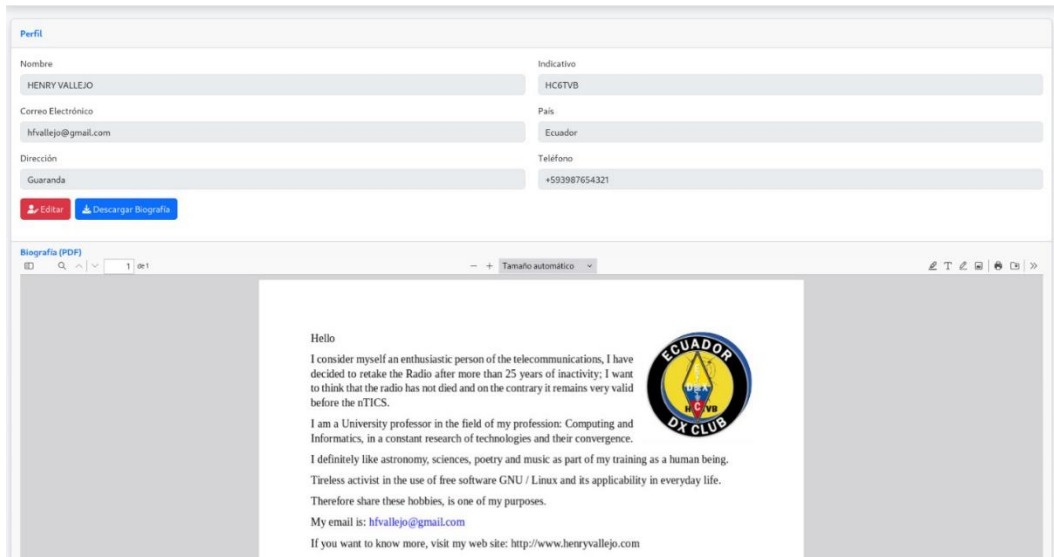 Perfil
Nombre
Indicativo
HENRY VALLEJO
HC6TVB
Correo Electrónico
País
hfvallejo@gmail.com
Ecuador
Dirección
Teléfono
Guaranda
+593987654321
Editar
Descargar Biografía
Biografía (PDF)
1 de 1
Tamaño automático
Hello
I consider myself an enthusiastic person of the telecommunications, I have
decided to retake the Radio after more than 25 years of inactivity; I want
to think that the radio has not died and on the contrary it remains very valid
before the nTICS.
ECUADOR
DX CLUB
I am a University professor in the field of my profession: Computing and
Informatics, in a constant research of technologies and their convergence.
I definitely like astronomy, sciences, poetry and music as part of my training as a human being.
Tireless activist in the use of free software GNU / Linux and its applicability in everyday life.
Therefore share these hobbies, is one of my purposes.
My email is: hfvallejo@gmail.com
If you want to know more, visit my web site: http://www.henryvallejo.com